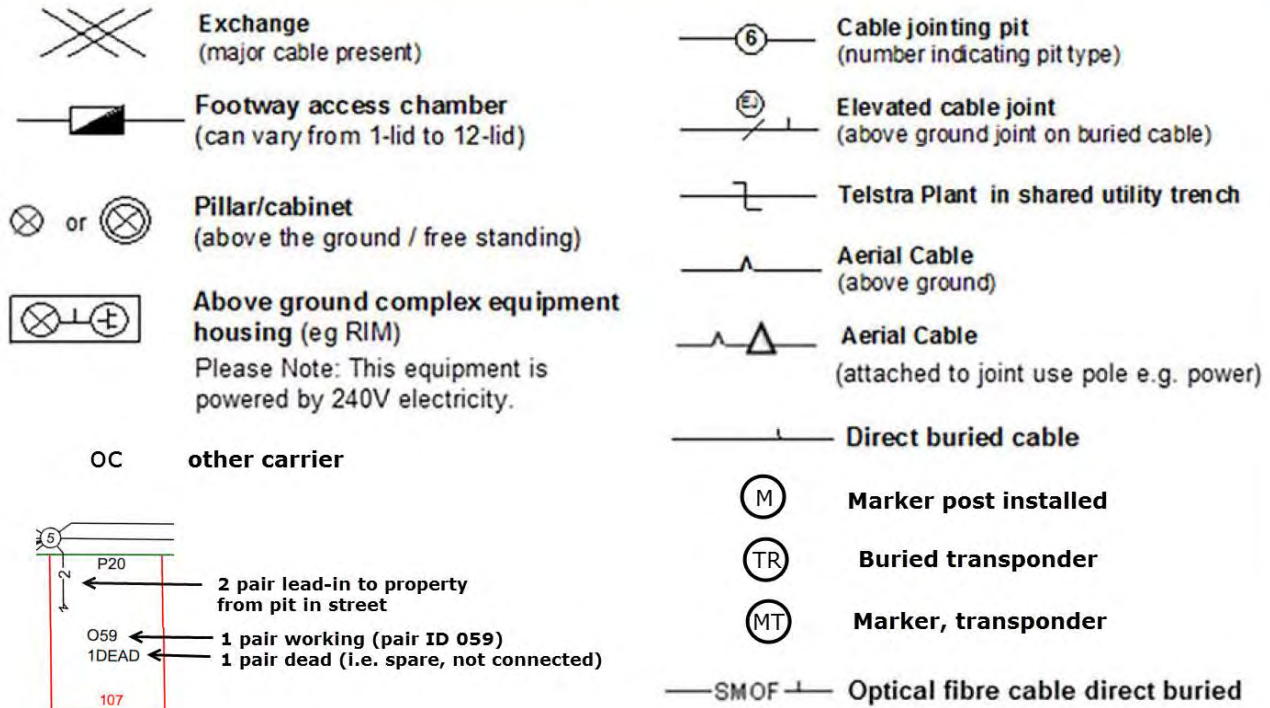 Exchange
(major cable present)
Footway access chamber
(can vary from 1-lid to 12-lid)
or
Pillar/cabinet
(above the ground / free standing)
Above ground complex equipment
housing (eg RIM)
Please Note: This equipment is
powered by 240V electricity.
OC
other carrier
5
P20
2
2 pair lead-in to property
from pit in street
O59
1 pair working (pair ID 059)
1DEAD
1 pair dead (i.e. spare, not connected)
107
6
Cable jointing pit
(number indicating pit type)
EJ
Elevated cable joint
(above ground joint on buried cable)
Telstra Plant in shared utility trench
Aerial Cable
(above ground)
Aerial Cable
(attached to joint use pole e.g. power)
Direct buried cable
M
Marker post installed
TR
Buried transponder
MT
Marker, transponder
SMOF
Optical fibre cable direct buried